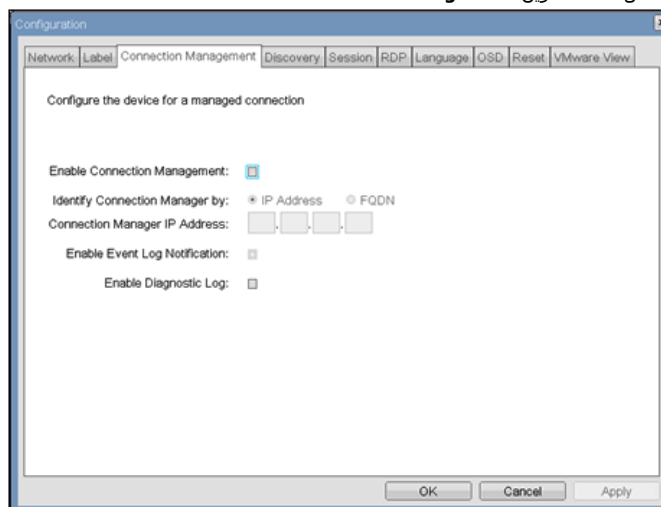 Configuration
Network Label Connection Management Discovery Session RDP Language OSD Reset VMware View
Configure the device for a managed connection
Enable Connection Management:
Identify Connection Manager by: IP Address FQDN
Connection Manager IP Address: . . .
Enable Event Log Notification:
Enable Diagnostic Log:
OK Cancel Apply